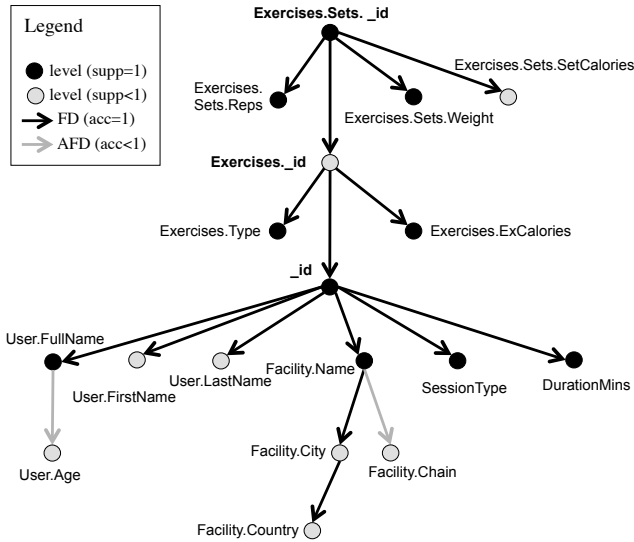 Exercises.Sets. _id
Legend
level (supp=1)
level (supp<1)
FD (acc=1)
AFD (acc<1)
Exercises.Sets.SetCalories
Exercises.
Sets.Reps
Exercises.Sets.Weight
Exercises._id
Exercises.Type
Exercises.ExCalories
_id
User.FullName
User.FirstName
User.LastName
Facility.Name
SessionType
DurationMins
User.Age
Facility.City
Facility.Chain
Facility.Country